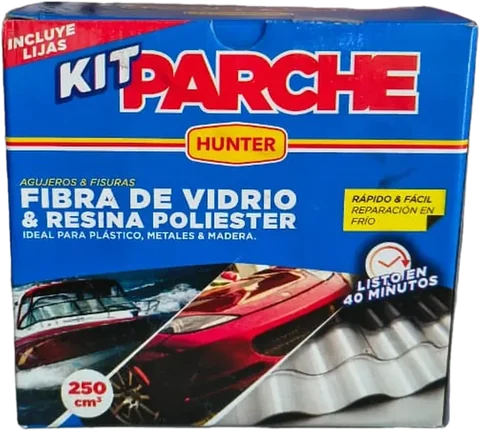 INCLUYE
LIJAS
KIT PARCHE
HUNTER
AGUJEROS & FISURAS
FIBRA DE VIDRIO
& RESINA POLIESTER
IDEAL PARA PLÁSTICO, METALES & MADERA.
RÁPIDO & FÁCIL
REPARACIÓN EN
FRÍO
LISTO EN
40 MINUTOS
250
cm³